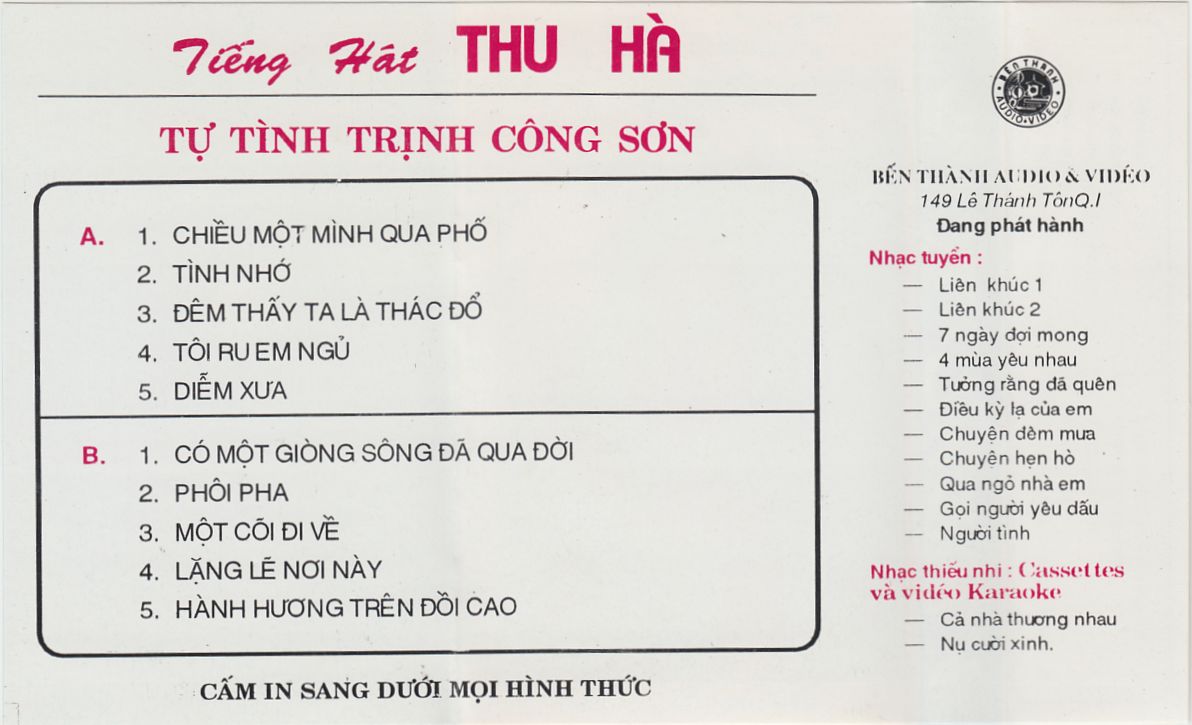 Tiếng Hát THU HÀ
TỰ TÌNH TRỊNH CÔNG SƠN
A. 1. CHIỀU MỘT MÌNH QUA PHỐ
2. TÌNH NHỚ
3. ĐÊM THẤY TA LÀ THÁC ĐỔ
4. TÔI RU EM NGỦ
5. DIỄM XƯA
B. 1. CÓ MỘT GIÒNG SÔNG ĐÃ QUA ĐỜI
2. PHÔI PHA
3. MỘT CÕI ĐI VỀ
4. LẶNG LẼ NƠI NÀY
5. HÀNH HƯƠNG TRÊN ĐỒI CAO
CẤM IN SANG DƯỚI MỌI HÌNH THỨC
BẾN THÀNH
AUDIO • VIDEO
BẾN THÀNH AUDIO & VIDÉO
149 Lê Thánh TônQ.I
Đang phát hành
Nhạc tuyển :
— Liên khúc 1
— Liên khúc 2
— 7 ngày đợi mong
— 4 mùa yêu nhau
— Tưởng rằng đã quên
— Điều kỳ lạ của em
— Chuyện đêm mưa
— Chuyện hẹn hò
— Qua ngỏ nhà em
— Gọi người yêu dấu
— Người tình
Nhạc thiếu nhi : Cassettes
và vidéo Karaoke
— Cả nhà thương nhau
— Nụ cười xinh.